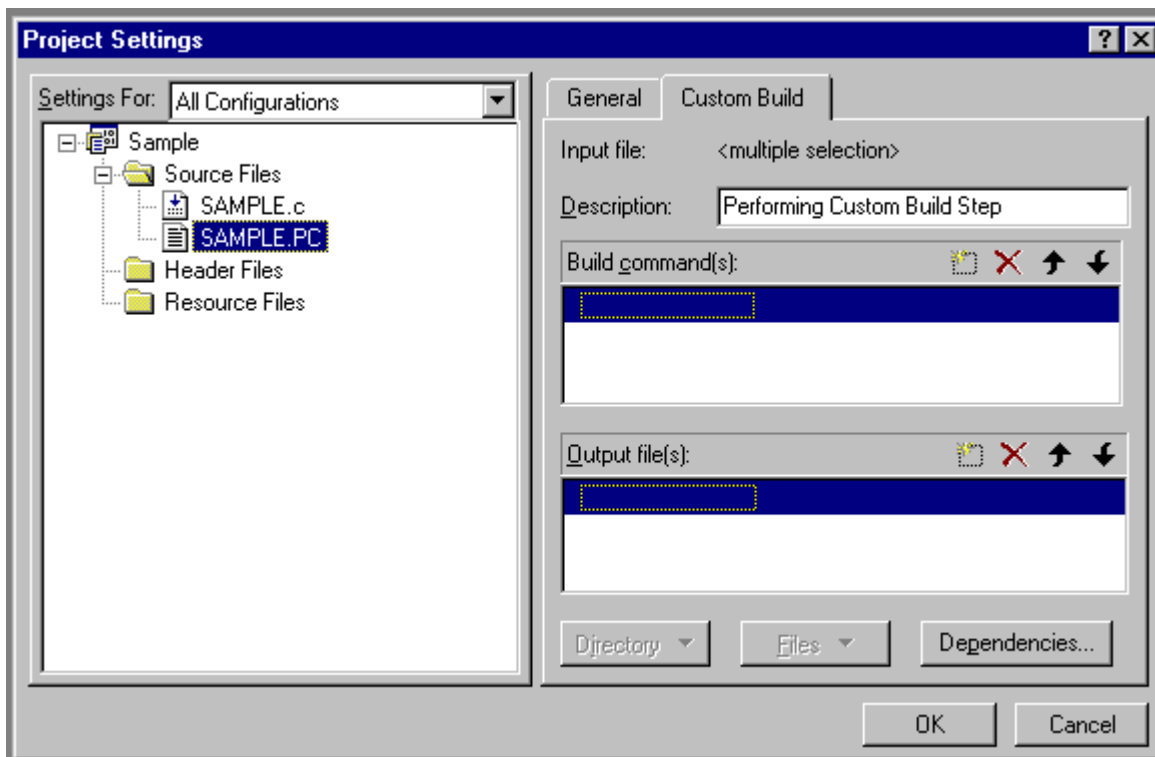 Project Settings
Settings For: All Configurations
Sample
Source Files
SAMPLE.c
SAMPLE.PC
Header Files
Resource Files
General Custom Build
Input file: <multiple selection>
Description: Performing Custom Build Step
Build command(s):
Output file(s):
Directory Files Dependencies...
OK Cancel